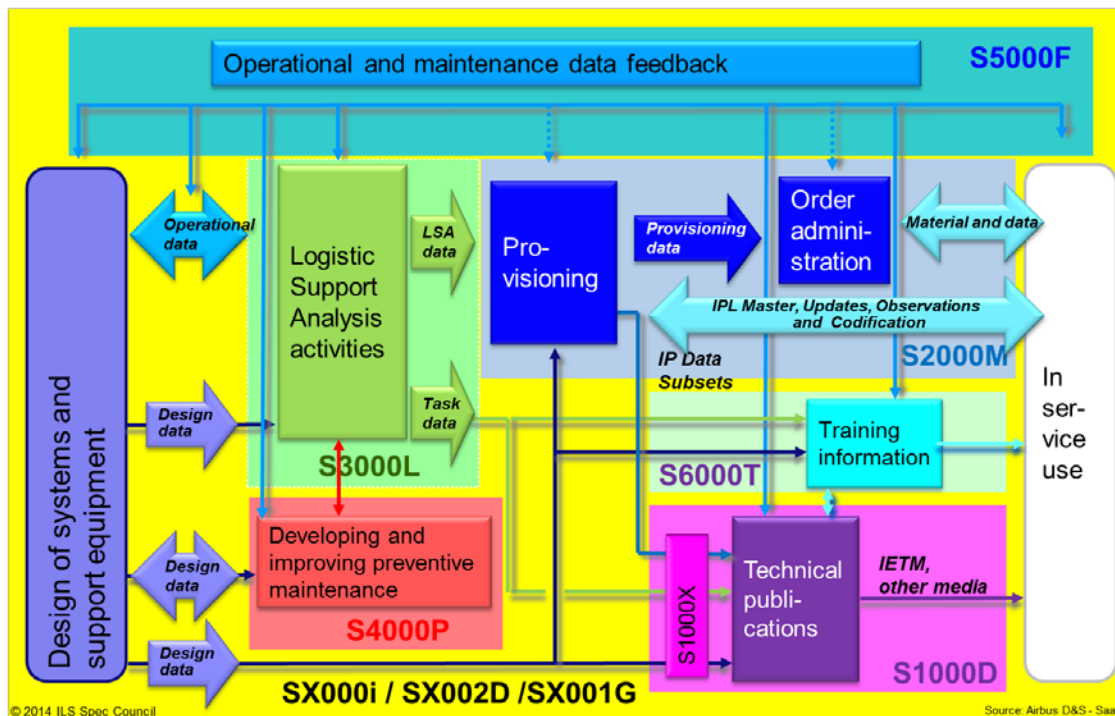 Operational and maintenance data feedback
S5000F
Design of systems and
support equipment
Operational
data
Logistic
Support
Analysis
activities
LSA
data
Pro-
visioning
Provisioning
data
Order
admini-
stration
Material and data
IPL Master, Updates, Observations
and Codification
S2000M
IP Data
Subsets
In
ser-
vice
use
Design
data
Task
data
S3000L
Training
information
S6000T
Design
data
Developing and
improving preventive
maintenance
S4000P
S1000X
Technical
publi-
cations
IETM,
other media
S1000D
Design
data
SX000i / SX002D /SX001G
© 2014 ILS Spec Council
Source: Airbus D&S - Saa